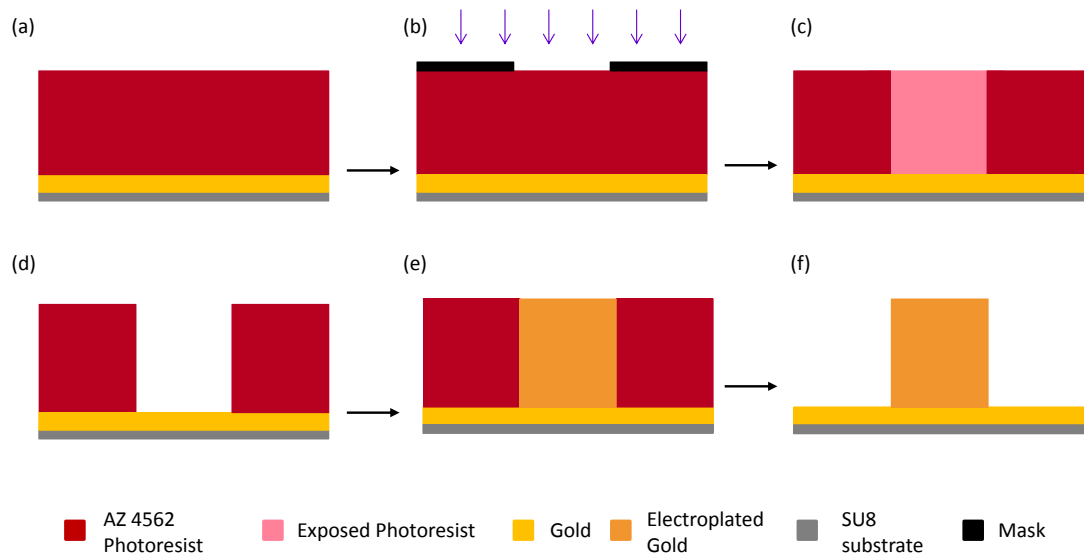 (a)
(b)
(c)
(d)
(e)
(f)
AZ 4562
Photoresist
Exposed Photoresist
Gold
Electroplated
Gold
SU8
substrate
Mask